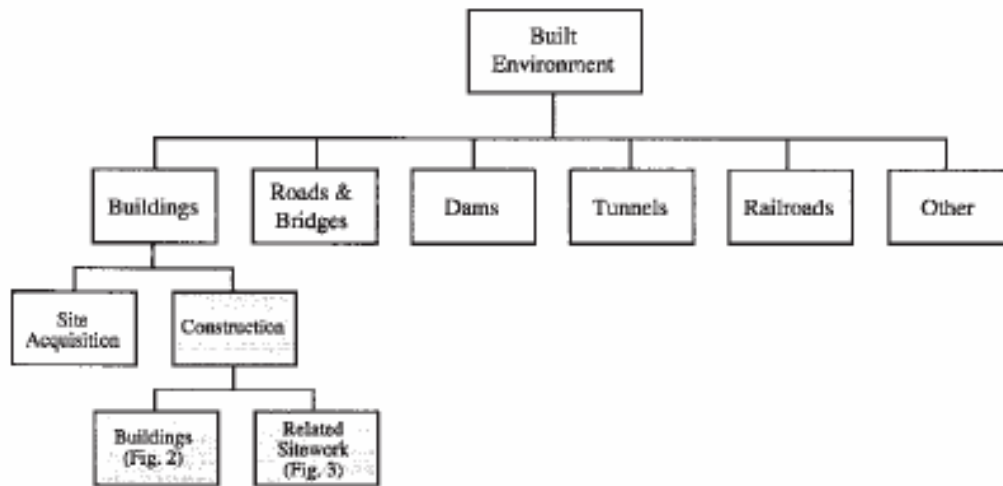 Built
Environment
Buildings
Roads &
Bridges
Dams
Tunnels
Railroads
Other
Site
Acquisition
Construction
Buildings
(Fig. 2)
Related
Sitework
(Fig. 3)